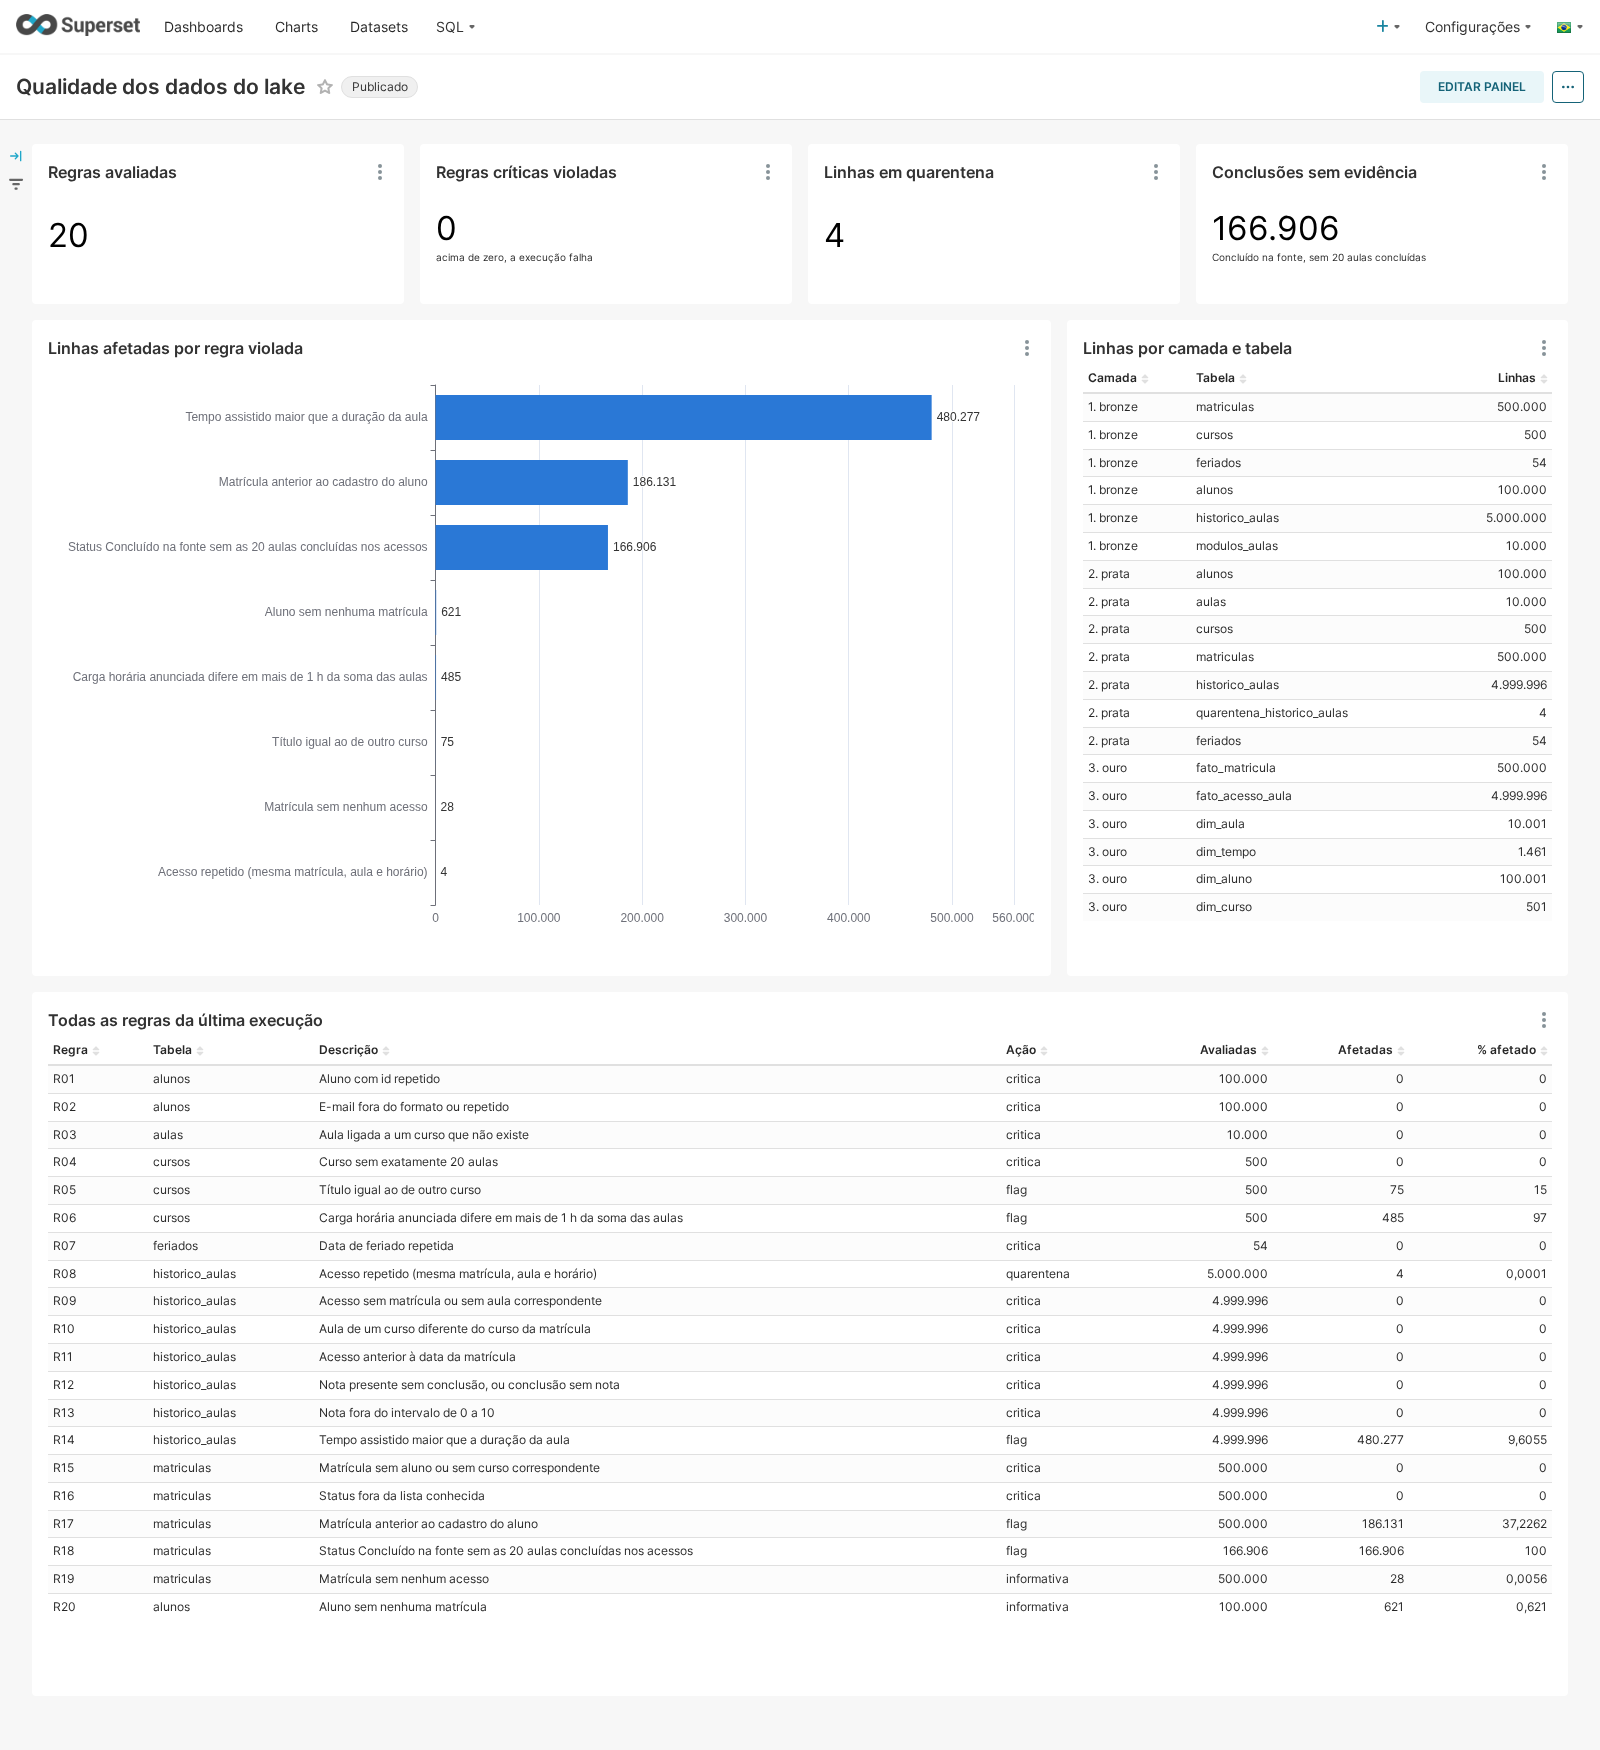 Superset Dashboards Charts Datasets SQL Configurações
Qualidade dos dados do lake Publicado EDITAR PAINEL
Regras avaliadas
20
Regras críticas violadas
0
acima de zero, a execução falha
Linhas em quarentena
4
Conclusões sem evidência
166.906
Concluído na fonte, sem 20 aulas concluídas
Linhas afetadas por regra violada
Tempo assistido maior que a duração da aula 480.277
Matrícula anterior ao cadastro do aluno 186.131
Status Concluído na fonte sem as 20 aulas concluídas nos acessos 166.906
Aluno sem nenhuma matrícula 621
Carga horária anunciada difere em mais de 1 h da soma das aulas 485
Título igual ao de outro curso 75
Matrícula sem nenhum acesso 28
Acesso repetido (mesma matrícula, aula e horário) 4
0 100.000 200.000 300.000 400.000 500.000 560.000
Linhas por camada e tabela
Camada Tabela Linhas
1. bronze matriculas 500.000
1. bronze cursos 500
1. bronze feriados 54
1. bronze alunos 100.000
1. bronze historico_aulas 5.000.000
1. bronze modulos_aulas 10.000
2. prata alunos 100.000
2. prata aulas 10.000
2. prata cursos 500
2. prata matriculas 500.000
2. prata historico_aulas 4.999.996
2. prata quarentena_historico_aulas 4
2. prata feriados 54
3. ouro fato_matricula 500.000
3. ouro fato_acesso_aula 4.999.996
3. ouro dim_aula 10.001
3. ouro dim_tempo 1.461
3. ouro dim_aluno 100.001
3. ouro dim_curso 501
Todas as regras da última execução
Regra Tabela Descrição Ação Avaliadas Afetadas % afetado
R01 alunos Aluno com id repetido critica 100.000 0 0
R02 alunos E-mail fora do formato ou repetido critica 100.000 0 0
R03 aulas Aula ligada a um curso que não existe critica 10.000 0 0
R04 cursos Curso sem exatamente 20 aulas critica 500 0 0
R05 cursos Título igual ao de outro curso flag 500 75 15
R06 cursos Carga horária anunciada difere em mais de 1 h da soma das aulas flag 500 485 97
R07 feriados Data de feriado repetida critica 54 0 0
R08 historico_aulas Acesso repetido (mesma matrícula, aula e horário) quarentena 5.000.000 4 0,0001
R09 historico_aulas Acesso sem matrícula ou sem aula correspondente critica 4.999.996 0 0
R10 historico_aulas Aula de um curso diferente do curso da matrícula critica 4.999.996 0 0
R11 historico_aulas Acesso anterior à data da matrícula critica 4.999.996 0 0
R12 historico_aulas Nota presente sem conclusão, ou conclusão sem nota critica 4.999.996 0 0
R13 historico_aulas Nota fora do intervalo de 0 a 10 critica 4.999.996 0 0
R14 historico_aulas Tempo assistido maior que a duração da aula flag 4.999.996 480.277 9,6055
R15 matriculas Matrícula sem aluno ou sem curso correspondente critica 500.000 0 0
R16 matriculas Status fora da lista conhecida critica 500.000 0 0
R17 matriculas Matrícula anterior ao cadastro do aluno flag 500.000 186.131 37,2262
R18 matriculas Status Concluído na fonte sem as 20 aulas concluídas nos acessos flag 166.906 166.906 100
R19 matriculas Matrícula sem nenhum acesso informativa 500.000 28 0,0056
R20 alunos Aluno sem nenhuma matrícula informativa 100.000 621 0,621